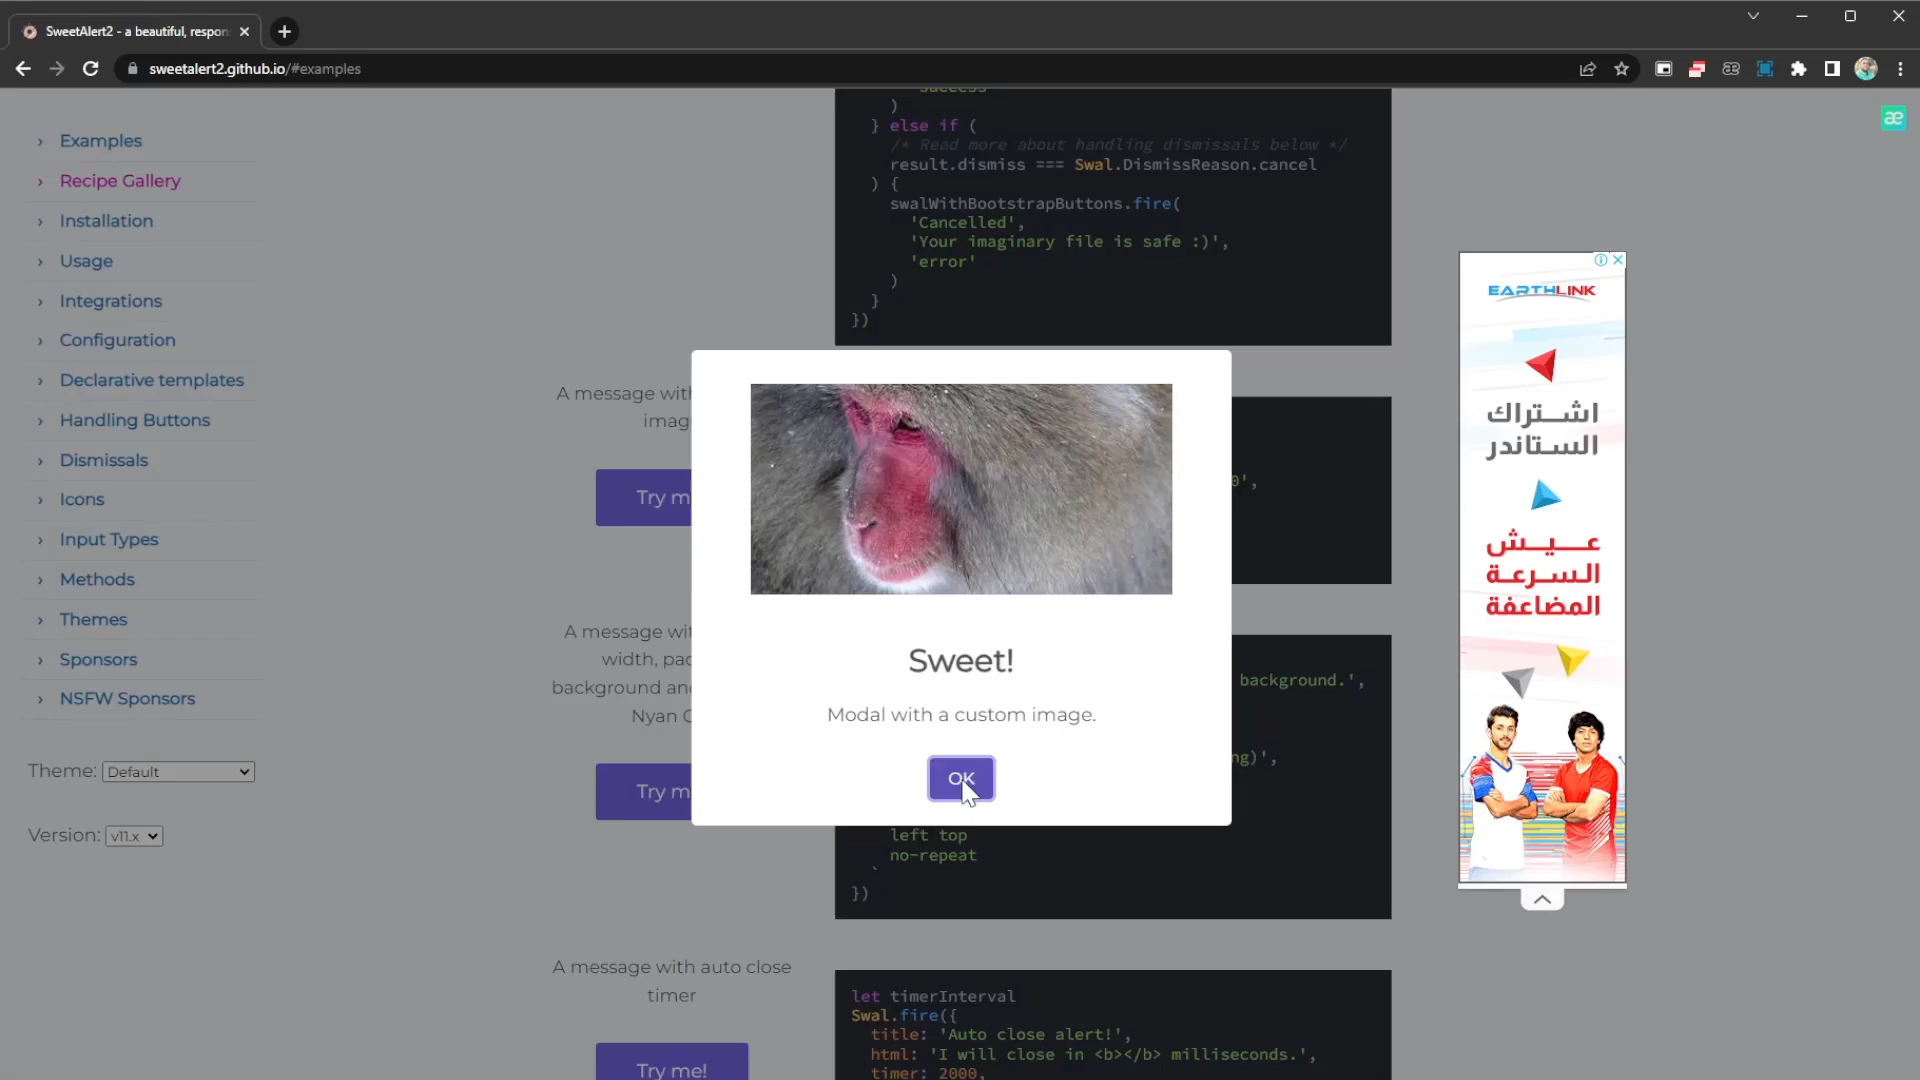 SweetAlert2 - a beautiful, respon
sweetalert2.github.io/#examples
Examples
Recipe Gallery
Installation
Usage
Integrations
Configuration
Declarative templates
Handling Buttons
Dismissals
Icons
Input Types
Methods
Themes
Sponsors
NSFW Sponsors
Theme: Default
Version: v11.x
)
} else if (
/* Read more about handling dismissals below */
result.dismiss === Swal.DismissReason.cancel
) {
swalWithBootstrapButtons.fire(
'Cancelled',
'Your imaginary file is safe :)',
'error'
)
}
})
A message with
imag
Try m
0',
A message wit
width, pad
background and
Nyan C
Try m
background.',
ng)',
left top
no-repeat
`
})
Sweet!
Modal with a custom image.
OK
A message with auto close
timer
Try me!
let timerInterval
Swal.fire({
title: 'Auto close alert!',
html: 'I will close in <b></b> milliseconds.',
timer: 2000,
æ
EARTHLINK
اشتراك
الستاندر
عيش
السرعة
المضاعفة